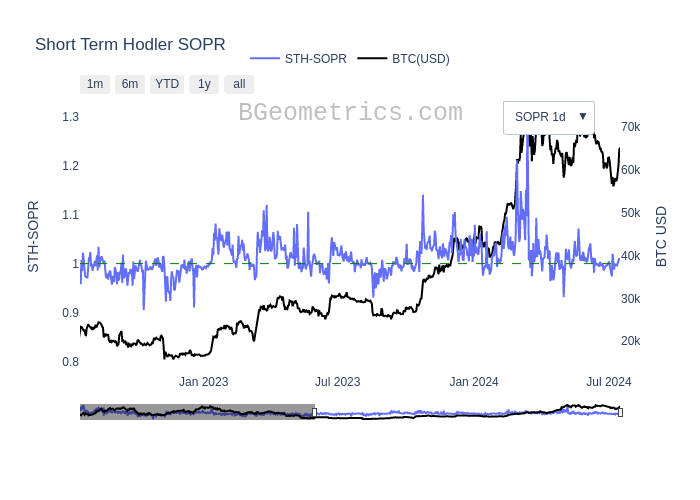 Short Term Hodler SOPR
STH-SOPR
BTC(USD)
1m
6m
YTD
1y
all
BGeometrics.com
SOPR 1d ▼
1.3
1.2
1.1
1
0.9
0.8
STH-SOPR
70k
60k
50k
40k
30k
20k
BTC USD
Jan 2023
Jul 2023
Jan 2024
Jul 2024